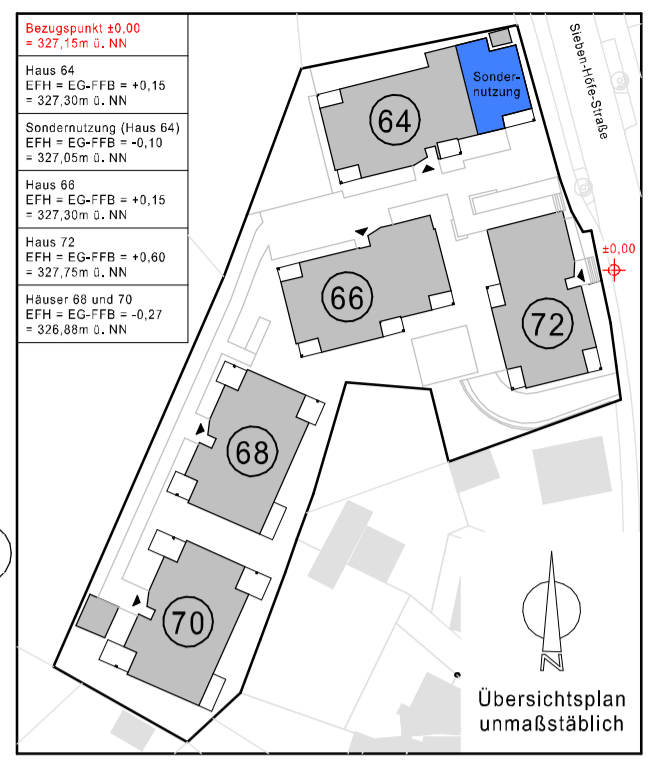 Bezugspunkt ±0,00
= 327,15m ü. NN
Haus 64
EFH = EG-FFB = +0,15
= 327,30m ü. NN
Sondernutzung (Haus 64)
EFH = EG-FFB = -0,10
= 327,05m ü. NN
Haus 66
EFH = EG-FFB = +0,15
= 327,30m ü. NN
Haus 72
EFH = EG-FFB = +0,60
= 327,75m ü. NN
Häuser 68 und 70
EFH = EG-FFB = -0,27
= 326,88m ü. NN
Sieben-Höfe-Straße
Sonder-
nutzung
64
±0,00
66
72
68
70
N
Übersichtsplan
unmaßstäblich